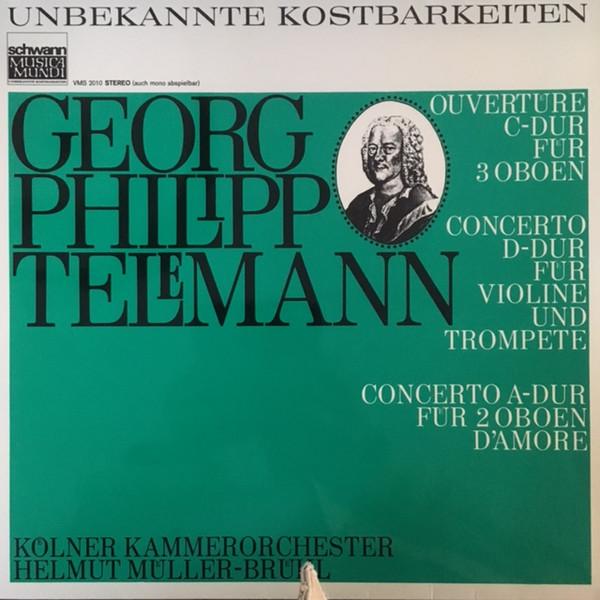 UNBEKANNTE KOSTBARKEITEN
schwann
MUSICA
MUNDI
VMS 2010 STEREO (auch mono abspielbar)
GEORG
PHILIPP
TELEMANN
OUVERTÜRE
C-DUR
FÜR
3 OBOEN
CONCERTO
D-DUR
FÜR
VIOLINE
UND
TROMPETE
CONCERTO A-DUR
FÜR 2 OBOEN
D'AMORE
KÖLNER KAMMERORCHESTER
HELMUT MÜLLER-BRÜHL